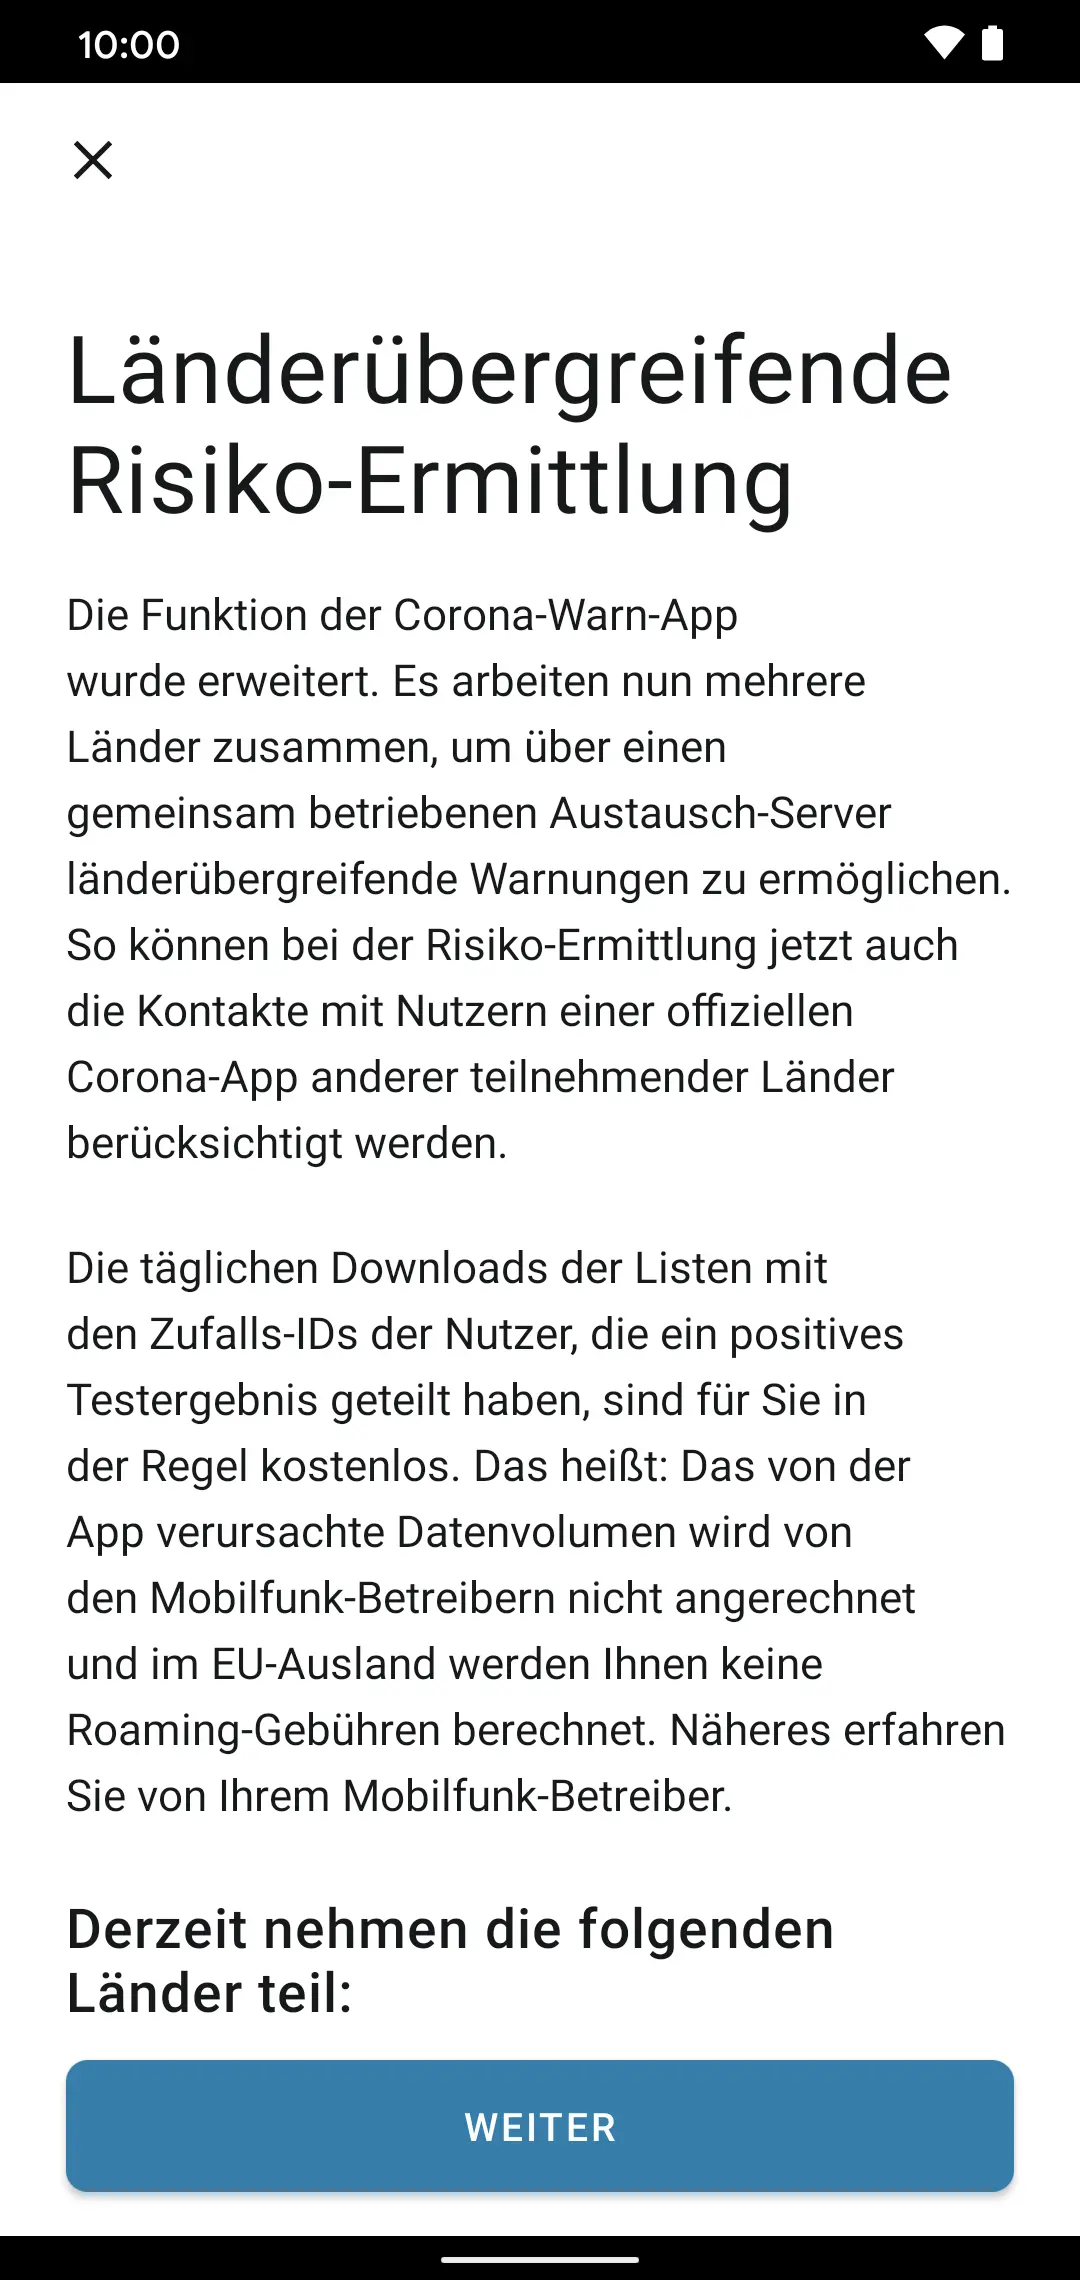 10:00
Länderübergreifende
Risiko-Ermittlung
Die Funktion der Corona-Warn-App
wurde erweitert. Es arbeiten nun mehrere
Länder zusammen, um über einen
gemeinsam betriebenen Austausch-Server
länderübergreifende Warnungen zu ermöglichen.
So können bei der Risiko-Ermittlung jetzt auch
die Kontakte mit Nutzern einer offiziellen
Corona-App anderer teilnehmender Länder
berücksichtigt werden.
Die täglichen Downloads der Listen mit
den Zufalls-IDs der Nutzer, die ein positives
Testergebnis geteilt haben, sind für Sie in
der Regel kostenlos. Das heißt: Das von der
App verursachte Datenvolumen wird von
den Mobilfunk-Betreibern nicht angerechnet
und im EU-Ausland werden Ihnen keine
Roaming-Gebühren berechnet. Näheres erfahren
Sie von Ihrem Mobilfunk-Betreiber.
Derzeit nehmen die folgenden
Länder teil:
WEITER